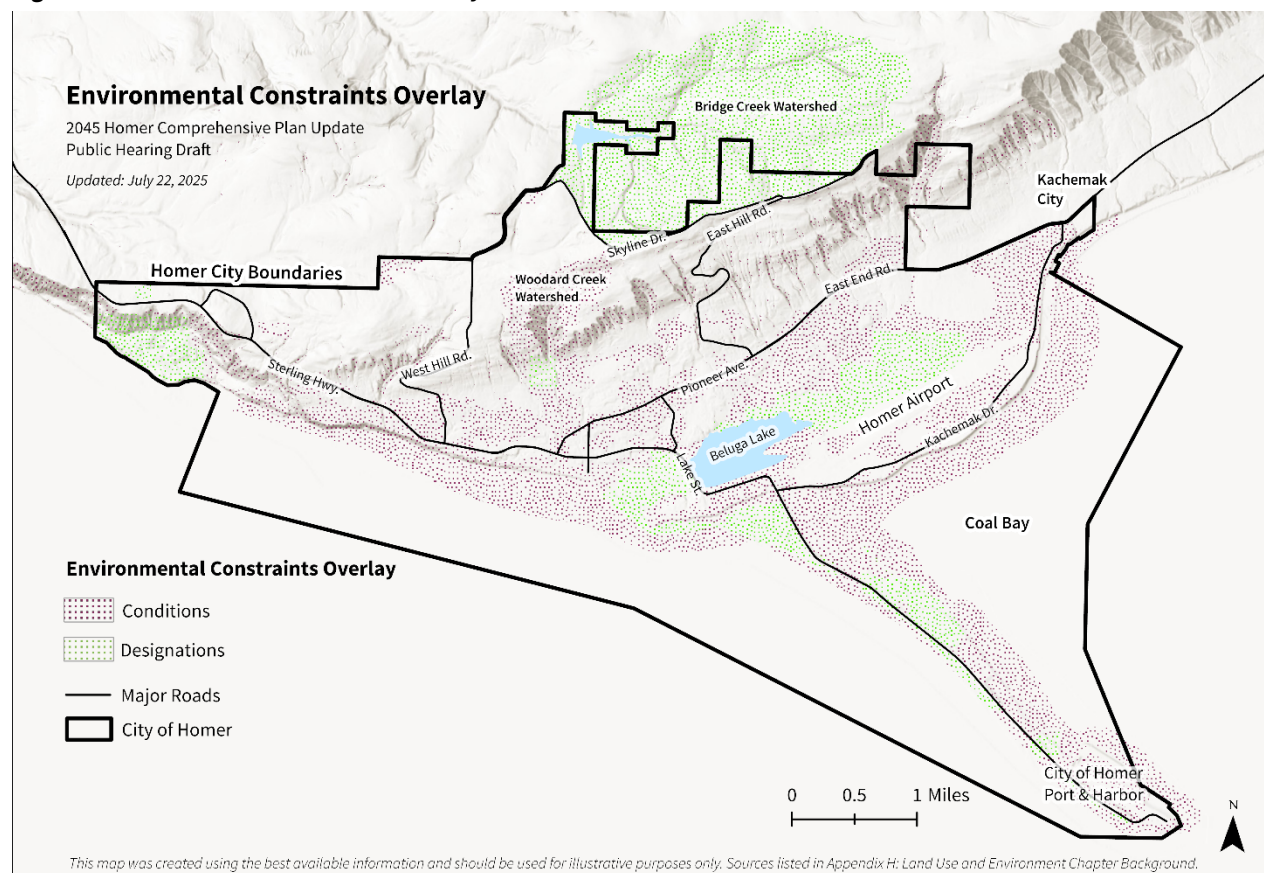 Environmental Constraints Overlay
2045 Homer Comprehensive Plan Update
Public Hearing Draft
Updated: July 22, 2025
Bridge Creek Watershed
Kachemak
City
Skyline Dr.
East Hill Rd.
Homer City Boundaries
Woodard Creek
Watershed
East End Rd.
West Hill Rd.
Sterling Hwy.
Pioneer Ave.
Homer Airport
Kachemak Dr.
Beluga Lake
Lake St.
Coal Bay
Environmental Constraints Overlay
Conditions
Designations
Major Roads
City of Homer
City of Homer
Port & Harbor
0 0.5 1 Miles
N
This map was created using the best available information and should be used for illustrative purposes only. Sources listed in Appendix H: Land Use and Environment Chapter Background.